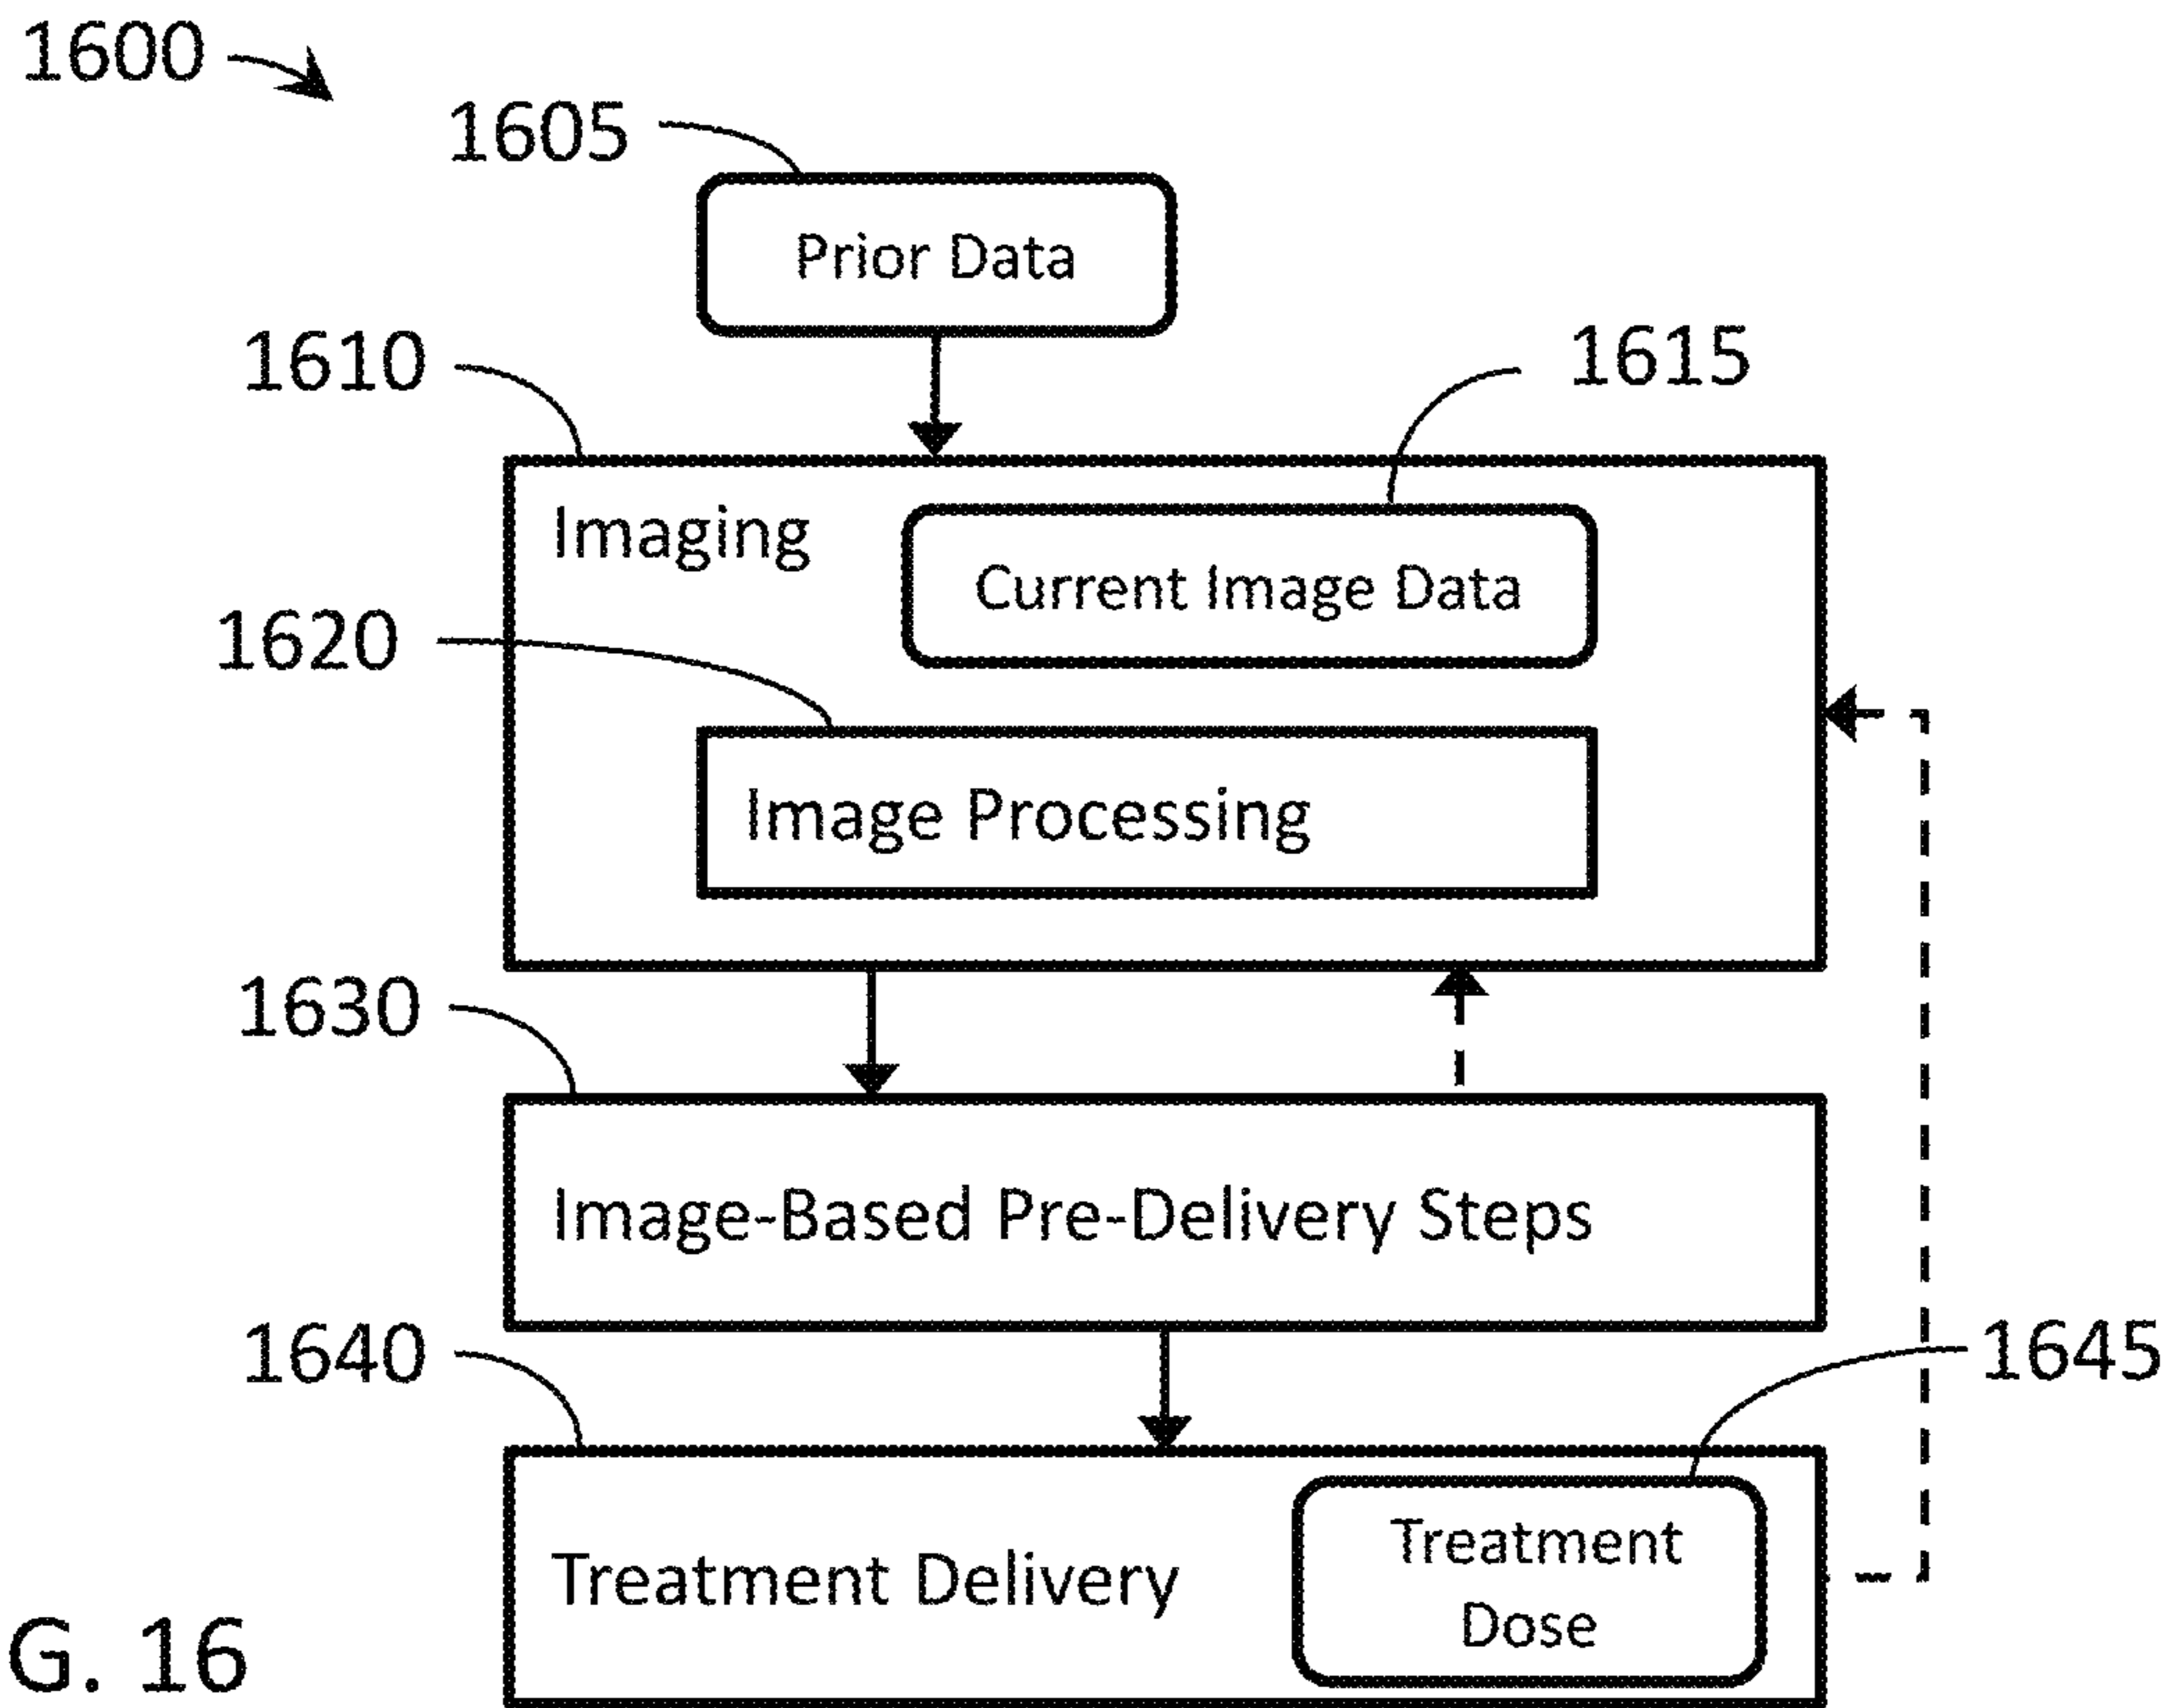 1600
1605
Prior Data
1610
1615
Imaging
Current Image Data
1620
Image Processing
1630
Image-Based Pre-Delivery Steps
1640
1645
Treatment Delivery
Treatment
Dose
G. 16